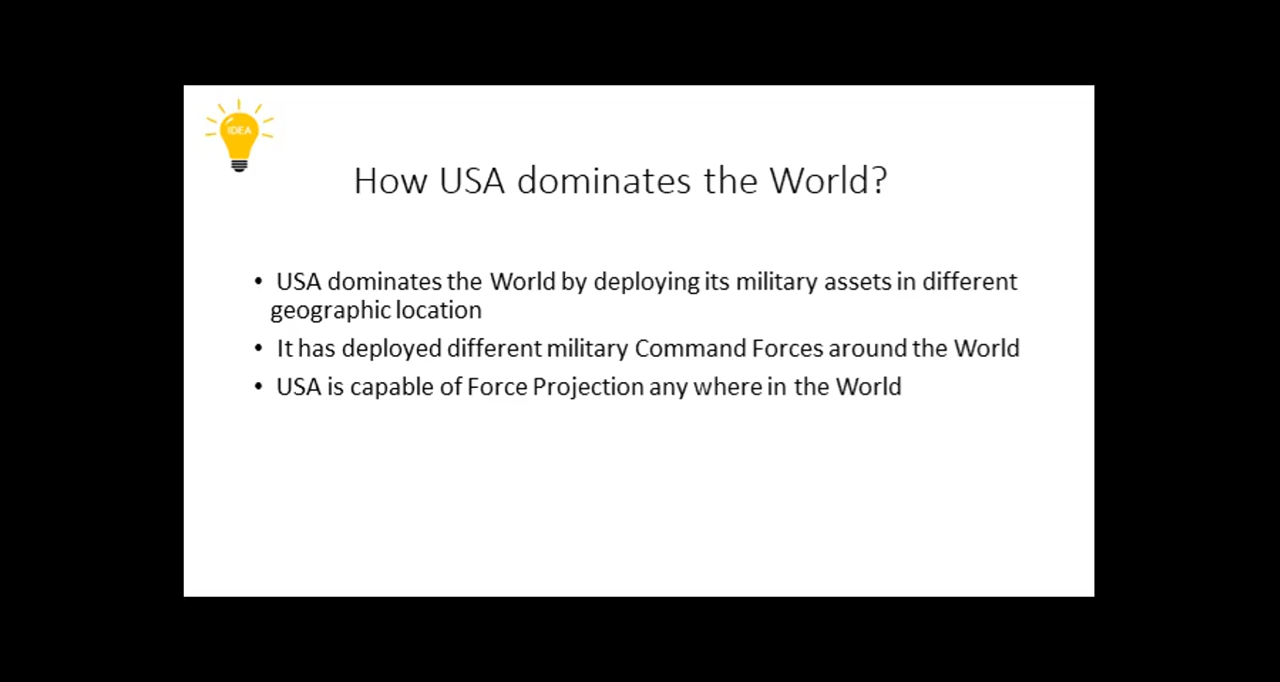 IDEA
How USA dominates the World?
• USA dominates the World by deploying its military assets in different
geographic location
• It has deployed different military Command Forces around the World
• USA is capable of Force Projection any where in the World